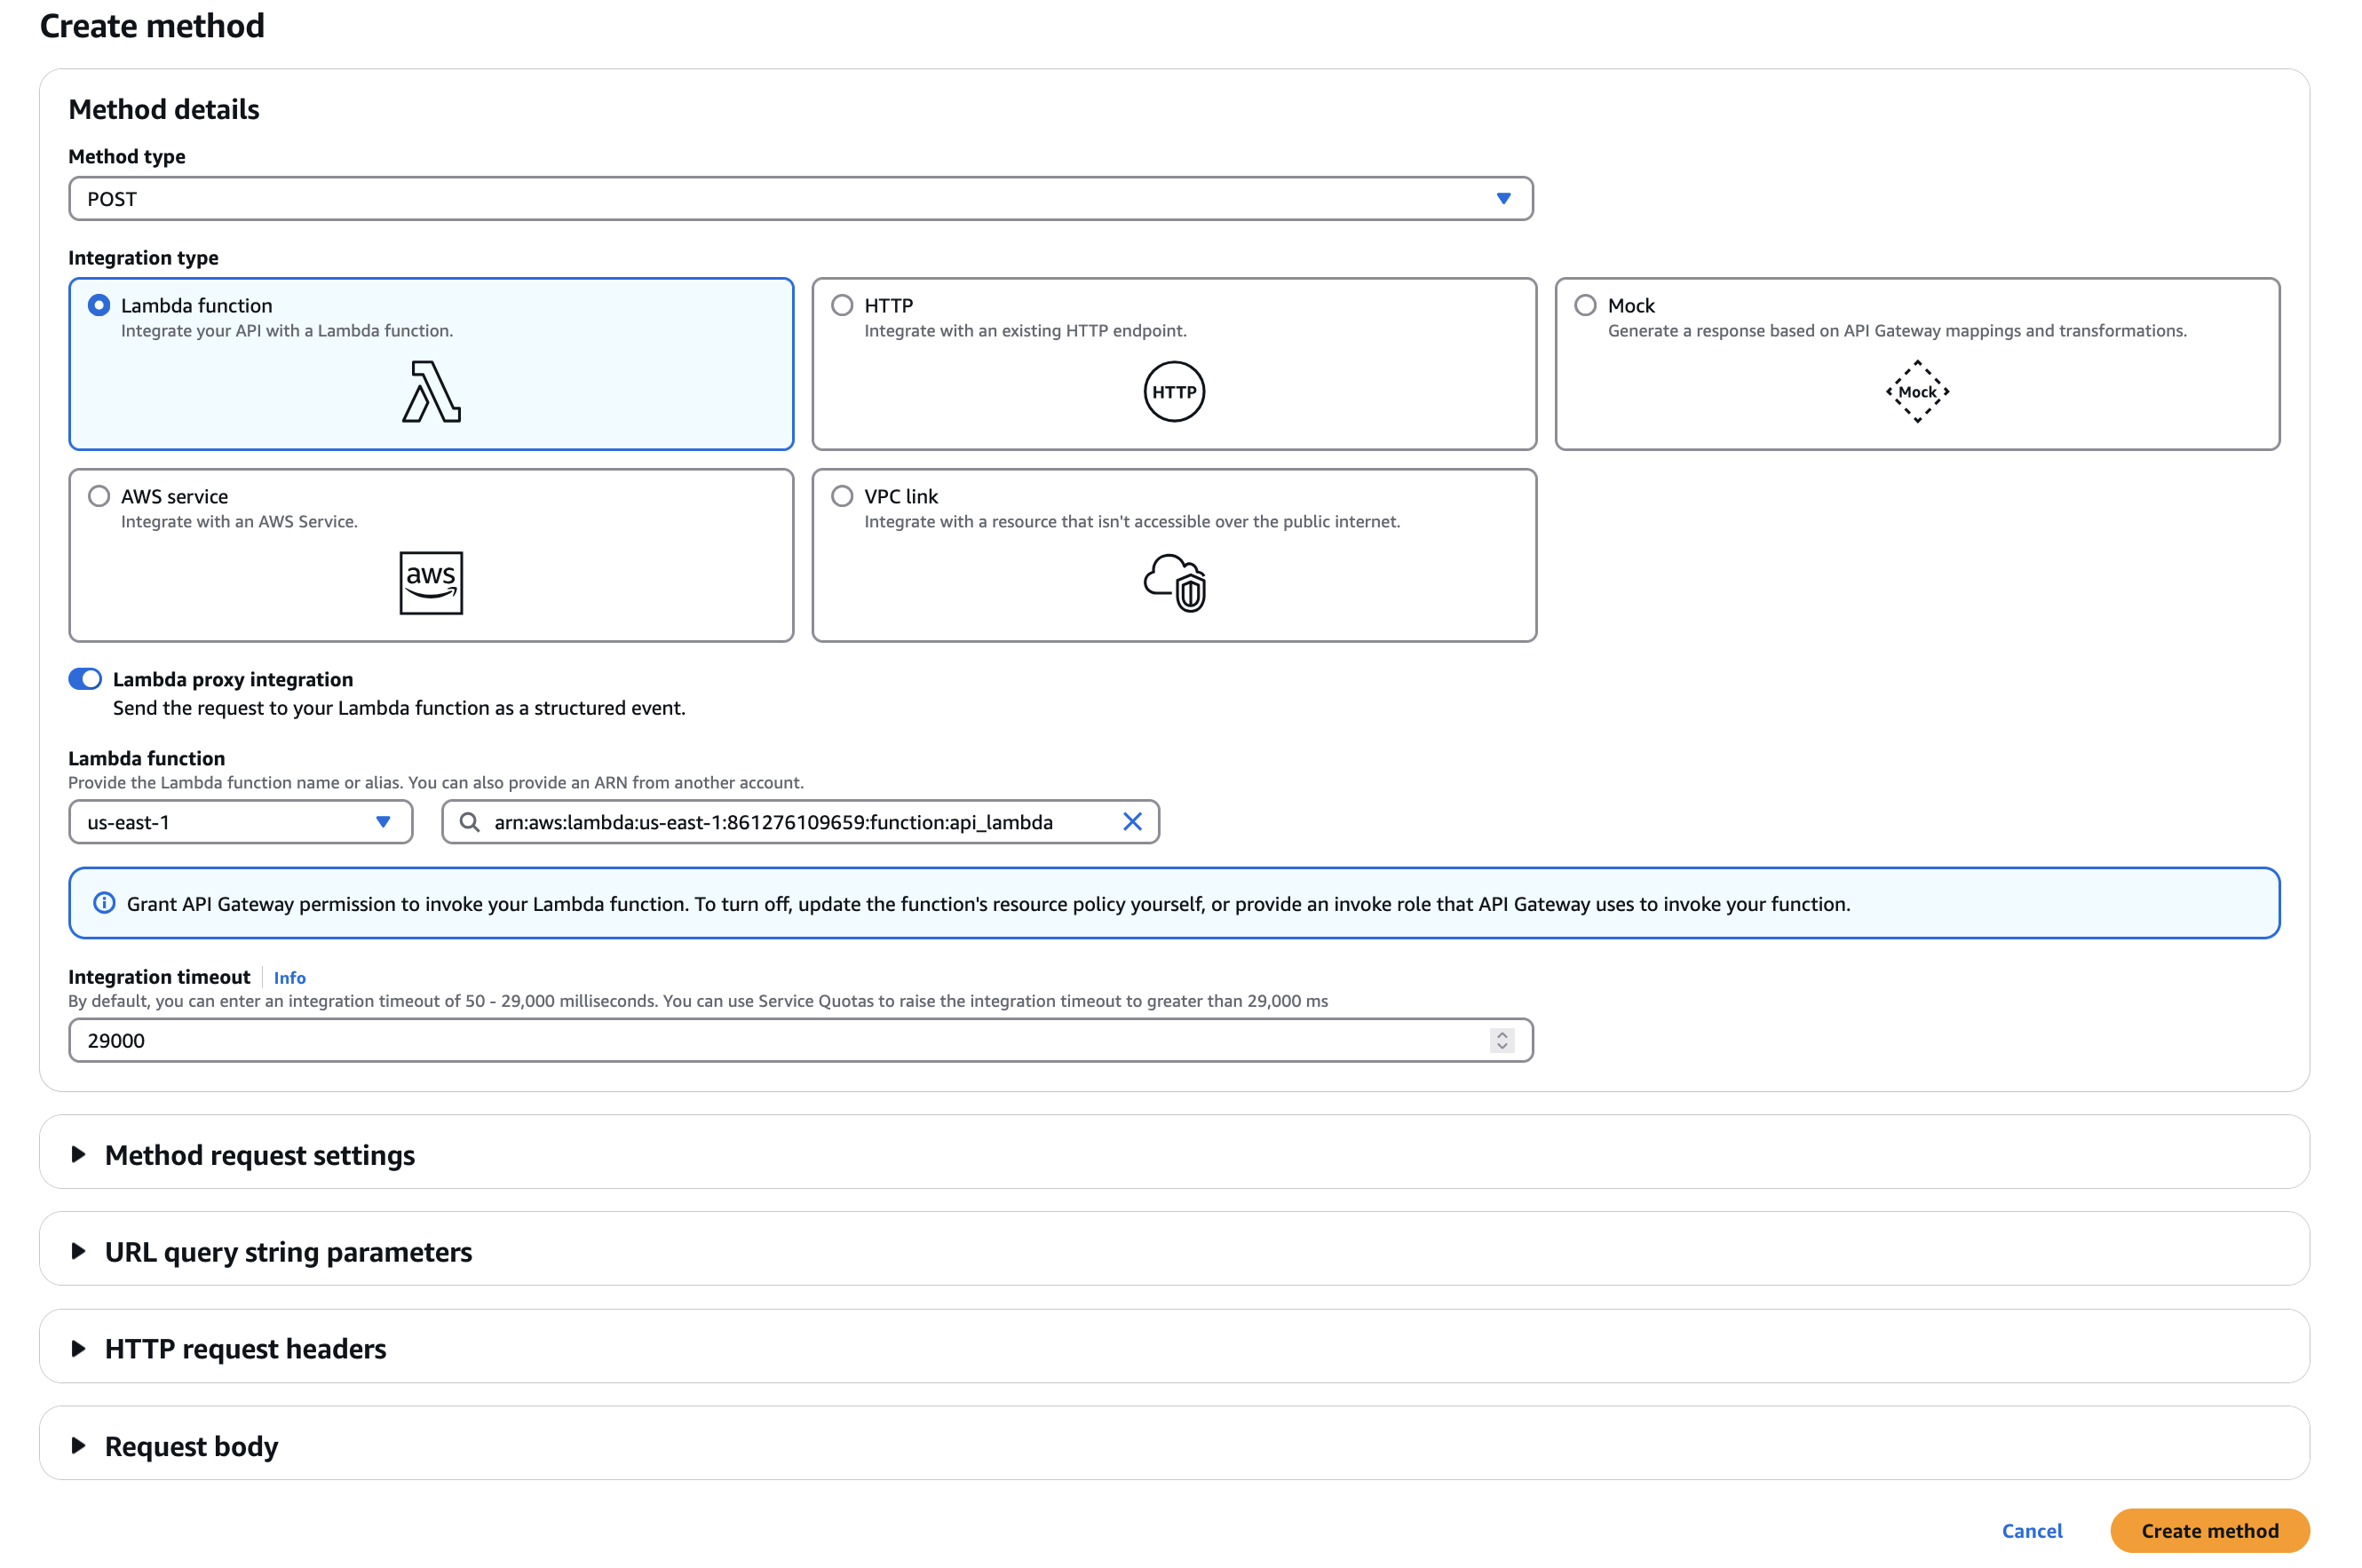 Create method
Method details
Method type
POST
Integration type
Lambda function
Integrate your API with a Lambda function.
HTTP
Integrate with an existing HTTP endpoint.
HTTP
Mock
Generate a response based on API Gateway mappings and transformations.
Mock
AWS service
Integrate with an AWS Service.
aws
VPC link
Integrate with a resource that isn't accessible over the public internet.
Lambda proxy integration
Send the request to your Lambda function as a structured event.
Lambda function
Provide the Lambda function name or alias. You can also provide an ARN from another account.
us-east-1
arn:aws:lambda:us-east-1:861276109659:function:api_lambda
Grant API Gateway permission to invoke your Lambda function. To turn off, update the function's resource policy yourself, or provide an invoke role that API Gateway uses to invoke your function.
Integration timeout Info
By default, you can enter an integration timeout of 50 - 29,000 milliseconds. You can use Service Quotas to raise the integration timeout to greater than 29,000 ms
29000
Method request settings
URL query string parameters
HTTP request headers
Request body
Cancel
Create method